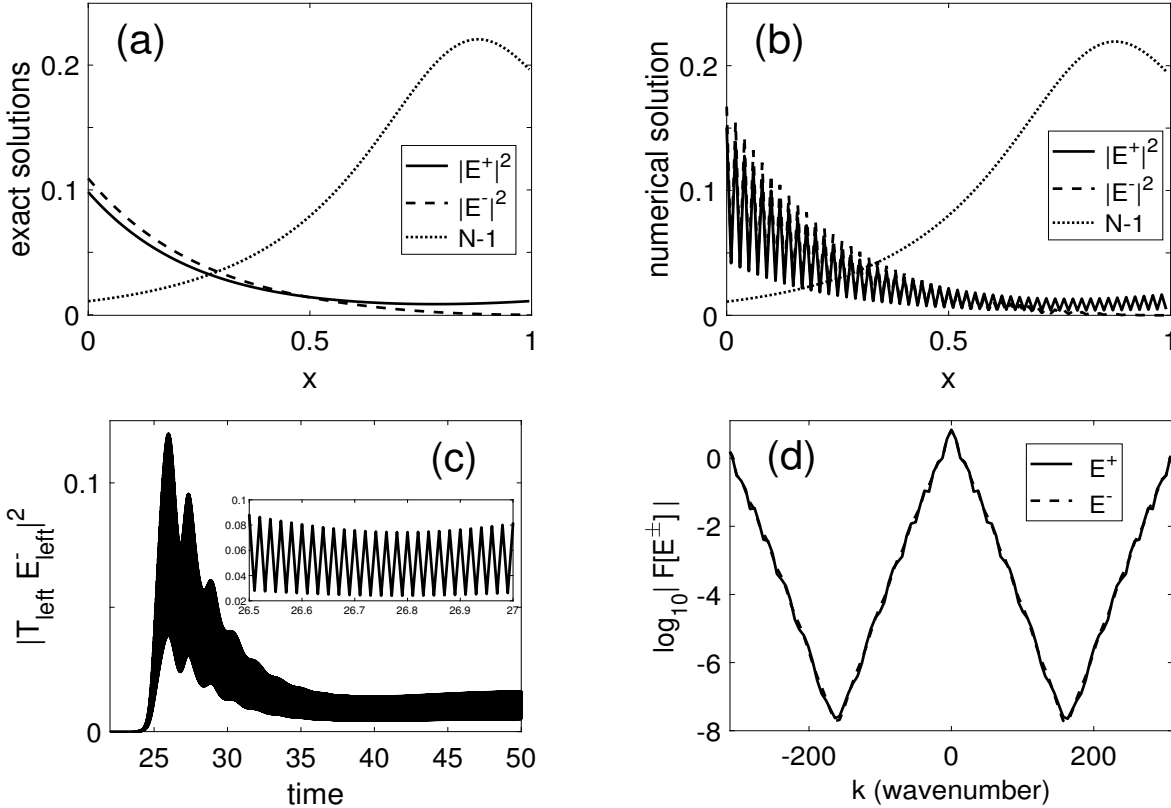 (a)
exact solutions
0.2
0.1
0
|E+|2
|E-|2
N-1
0 0.5 1
x
(b)
numerical solution
0.2
0.1
0
|E+|2
|E-|2
N-1
0 0.5 1
x
(c)
|Tleft E-left|2
0.1
0
0.1
0.08
0.06
0.04
0.02
26.5 26.6 26.7 26.8 26.9 27
25 30 35 40 45 50
time
(d)
log10| F[E±] |
0
-2
-4
-6
-8
E+
E-
-200 0 200
k (wavenumber)